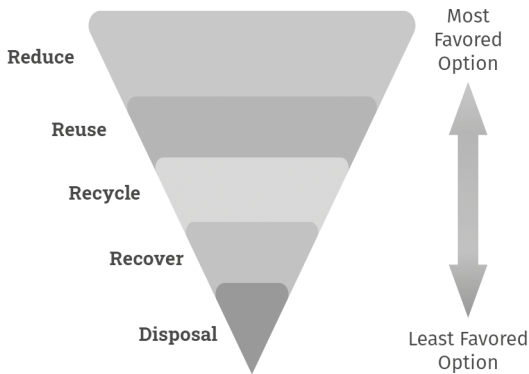 Most
Favored
Option
Reduce
Reuse
Recycle
Recover
Disposal
Least Favored
Option